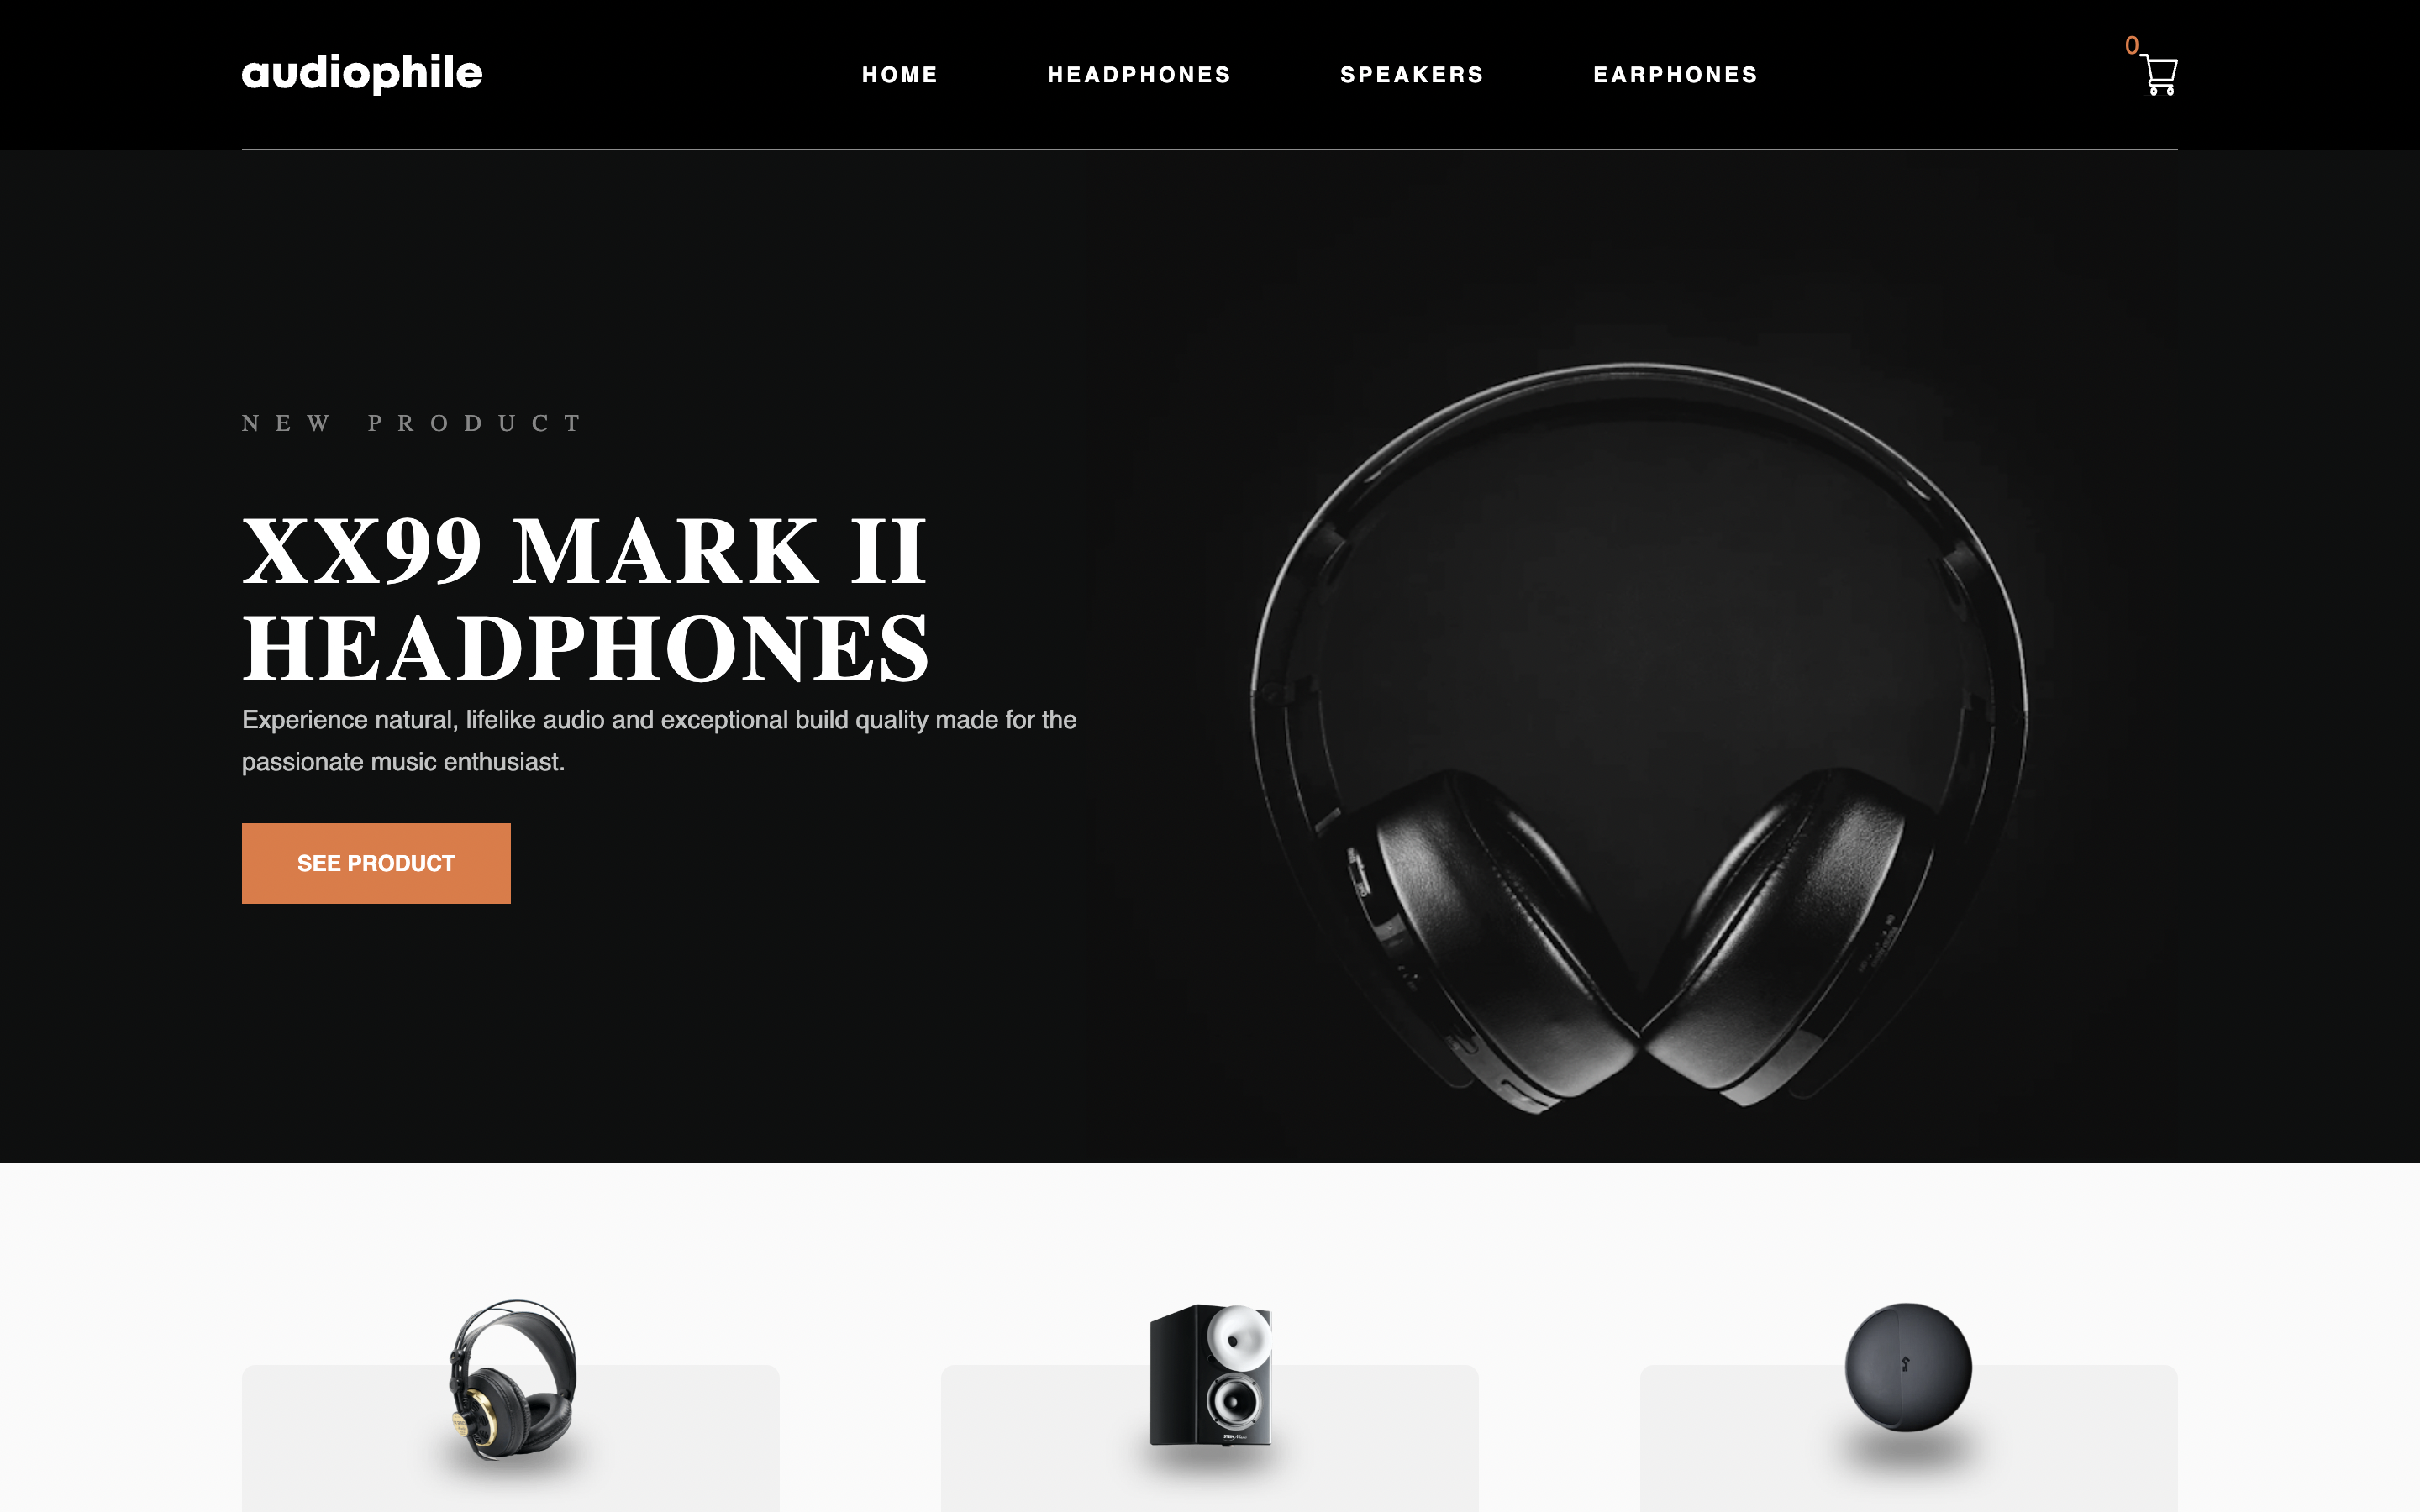 audiophile
HOME HEADPHONES SPEAKERS EARPHONES
0
NEW PRODUCT
XX99 MARK II
HEADPHONES
Experience natural, lifelike audio and exceptional build quality made for the
passionate music enthusiast.
SEE PRODUCT